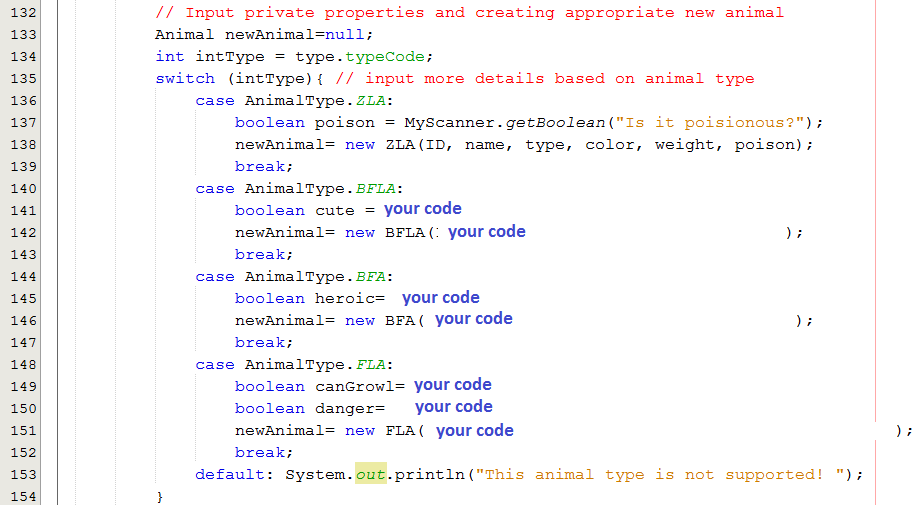 132 // Input private properties and creating appropriate new animal
133 Animal newAnimal=null;
134 int intType = type.typeCode;
135 switch (intType){ // input more details based on animal type
136 case AnimalType.ZLA:
137 boolean poison = MyScanner.getBoolean("Is it poisionous?");
138 newAnimal= new ZLA(ID, name, type, color, weight, poison);
139 break;
140 case AnimalType.BFLA:
141 boolean cute = your code
142 newAnimal= new BFLA( your code );
143 break;
144 case AnimalType.BFA:
145 boolean heroic= your code
146 newAnimal= new BFA( your code );
147 break;
148 case AnimalType.FLA:
149 boolean canGrowl= your code
150 boolean danger= your code
151 newAnimal= new FLA( your code );
152 break;
153 default: System.out.println("This animal type is not supported! ");
154 }